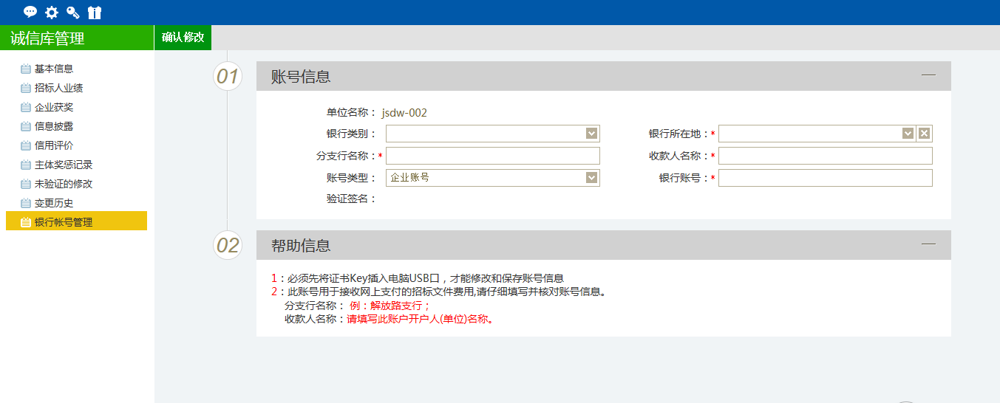 诚信库管理
确认修改
基本信息
招标人业绩
企业获奖
信息披露
信用评价
主体奖惩记录
未验证的修改
变更历史
银行帐号管理
01 账号信息
单位名称： jsdw-002
银行类别： 银行所在地：*
分支行名称：* 收款人名称：*
账号类型： 企业账号 银行账号：*
验证签名：
02 帮助信息
1：必须先将证书Key插入电脑USB口，才能修改和保存账号信息
2：此账号用于接收网上支付的招标文件费用,请仔细填写并核对账号信息。
分支行名称： 例：解放路支行；
收款人名称：请填写此账户开户人(单位)名称。